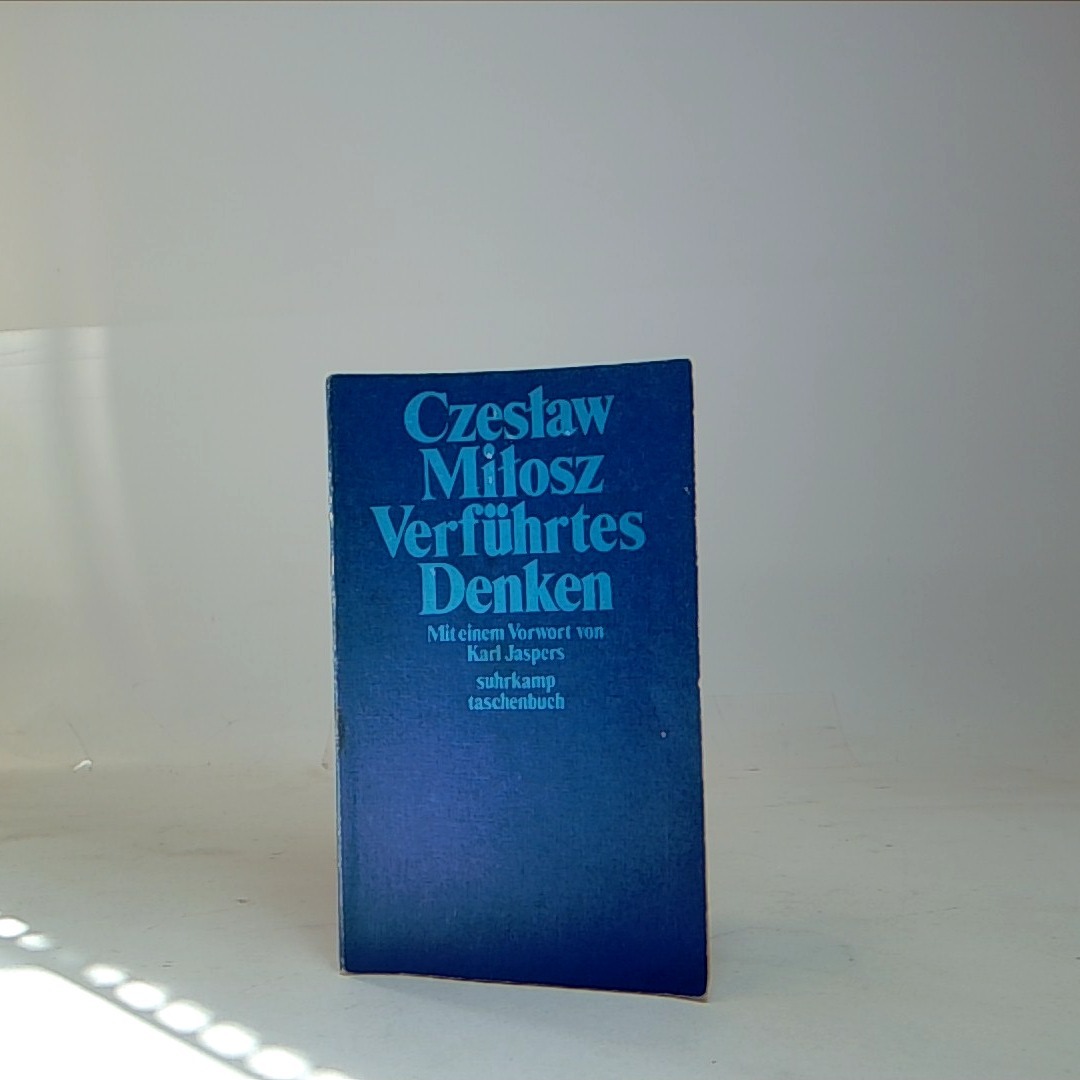 Czesław
Miłosz
Verführtes
Denken
Mit einem Vorwort von
Karl Jaspers
suhrkamp
taschenbuch